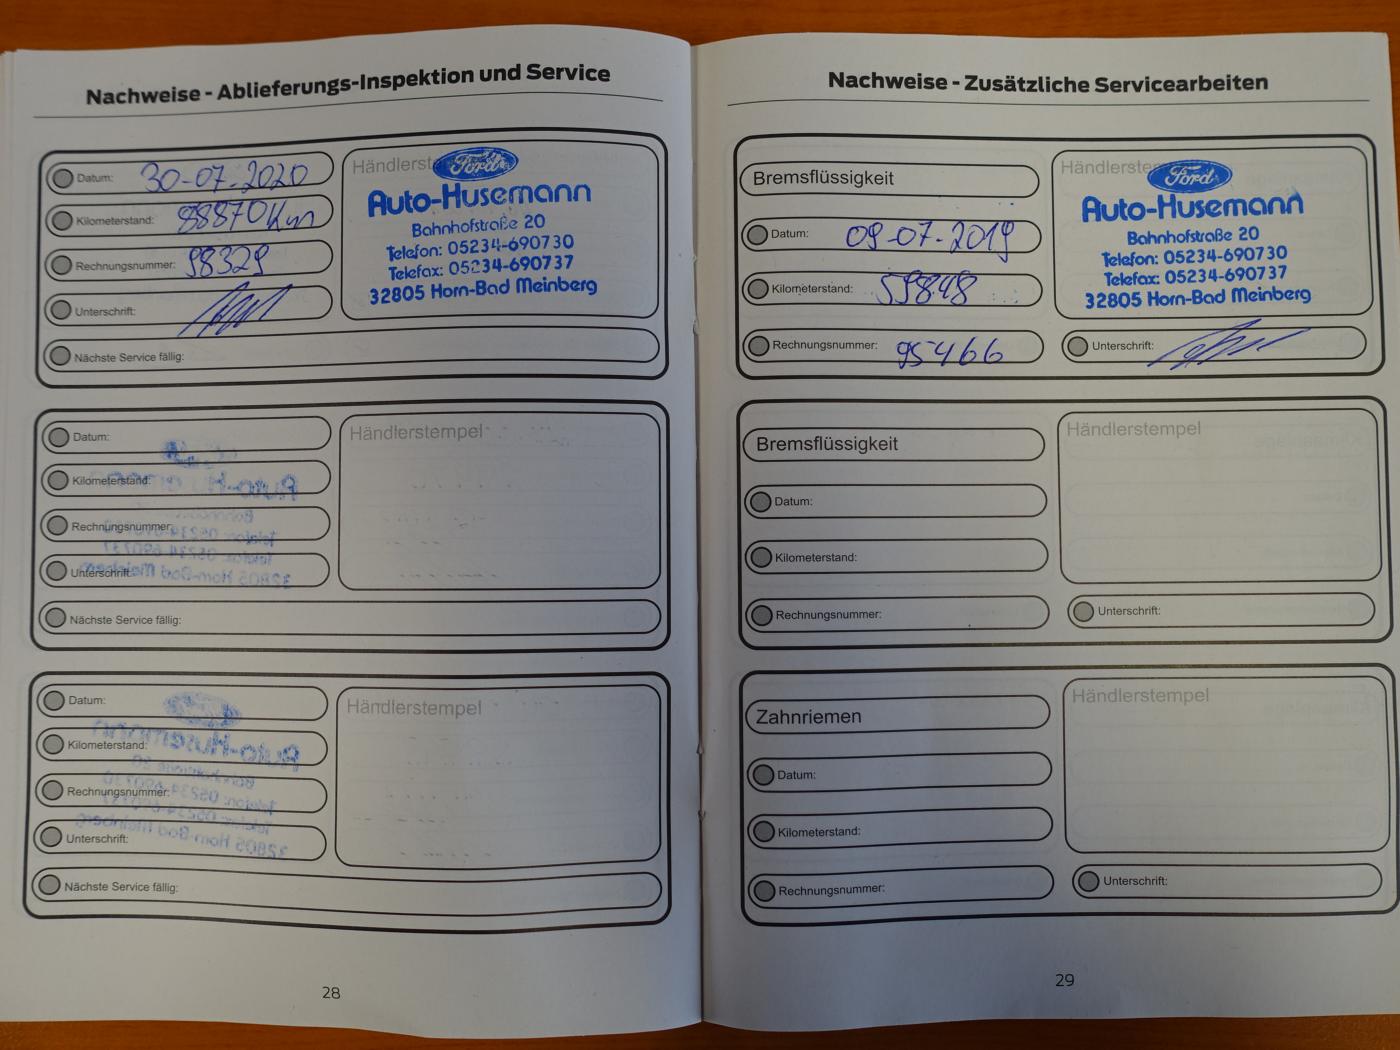 Nachweise - Ablieferungs-Inspektion und Service
Datum: 30-07-2020
Kilometerstand: 88870 Km
Rechnungsnummer: 98329
Unterschrift:
Nächste Service fällig:
Ford
Auto-Husemann
Bahnhofstraße 20
Telefon: 05234-690730
Telefax: 05234-690737
32805 Horn-Bad Meinberg
Datum:
Kilometerstand:
Rechnungsnummer:
Unterschrift:
Nächste Service fällig:
Händlerstempel
Datum:
Kilometerstand:
Rechnungsnummer:
Unterschrift:
Nächste Service fällig:
Händlerstempel
28
Nachweise - Zusätzliche Servicearbeiten
Bremsflüssigkeit
Datum: 09-07-2019
Kilometerstand: 59848
Rechnungsnummer: 95466
Ford
Auto-Husemann
Bahnhofstraße 20
Telefon: 05234-690730
Telefax: 05234-690737
32805 Horn-Bad Meinberg
Unterschrift:
Bremsflüssigkeit
Datum:
Kilometerstand:
Rechnungsnummer:
Händlerstempel
Unterschrift:
Zahnriemen
Datum:
Kilometerstand:
Rechnungsnummer:
Händlerstempel
Unterschrift:
29